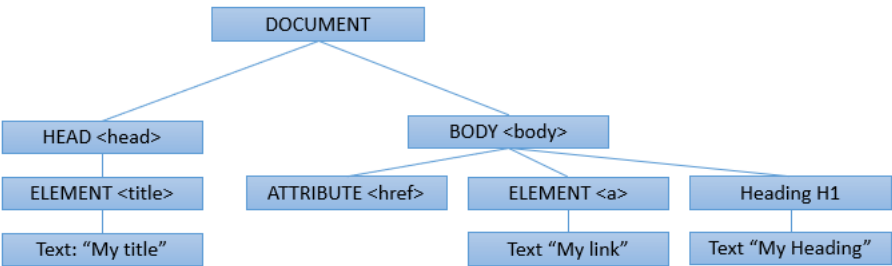 DOCUMENT
HEAD <head>
BODY <body>
ELEMENT <title>
ATTRIBUTE <href>
ELEMENT <a>
Heading H1
Text: “My title”
Text “My link”
Text “My Heading”